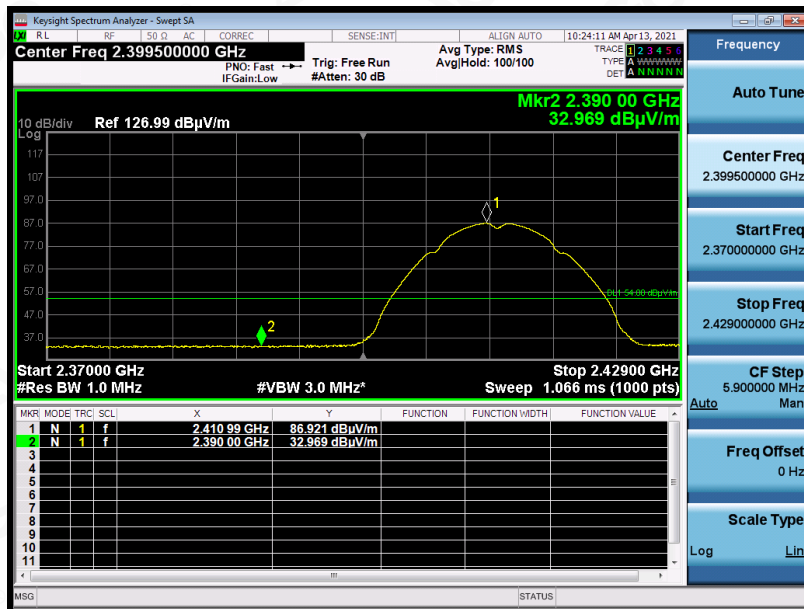 Keysight Spectrum Analyzer - Swept SA
LXI RL RF 50 Ω AC CORREC SENSE:INT ALIGN AUTO 10:24:11 AM Apr 13, 2021
Center Freq 2.399500000 GHz
PNO: Fast
IFGain:Low
Trig: Free Run
#Atten: 30 dB
Avg Type: RMS
Avg|Hold: 100/100
TRACE 1 2 3 4 5 6
TYPE A WWWWW
DET A N N N N N
Mkr2 2.390 00 GHz
32.969 dBµV/m
10 dB/div Ref 126.99 dBµV/m
Log
117
107
97.0
87.0
77.0
67.0
57.0
47.0
37.0
1
2
DL1 54.00 dBµV/m
Start 2.37000 GHz Stop 2.42900 GHz
#Res BW 1.0 MHz #VBW 3.0 MHz* Sweep 1.066 ms (1000 pts)
MKR MODE TRC SCL X Y FUNCTION FUNCTION WIDTH FUNCTION VALUE
1 N 1 f 2.410 99 GHz 86.921 dBµV/m
2 N 1 f 2.390 00 GHz 32.969 dBµV/m
3
4
5
6
7
8
9
10
11
MSG STATUS
Frequency
Auto Tune
Center Freq
2.399500000 GHz
Start Freq
2.370000000 GHz
Stop Freq
2.429000000 GHz
CF Step
5.900000 MHz
Auto Man
Freq Offset
0 Hz
Scale Type
Log Lin